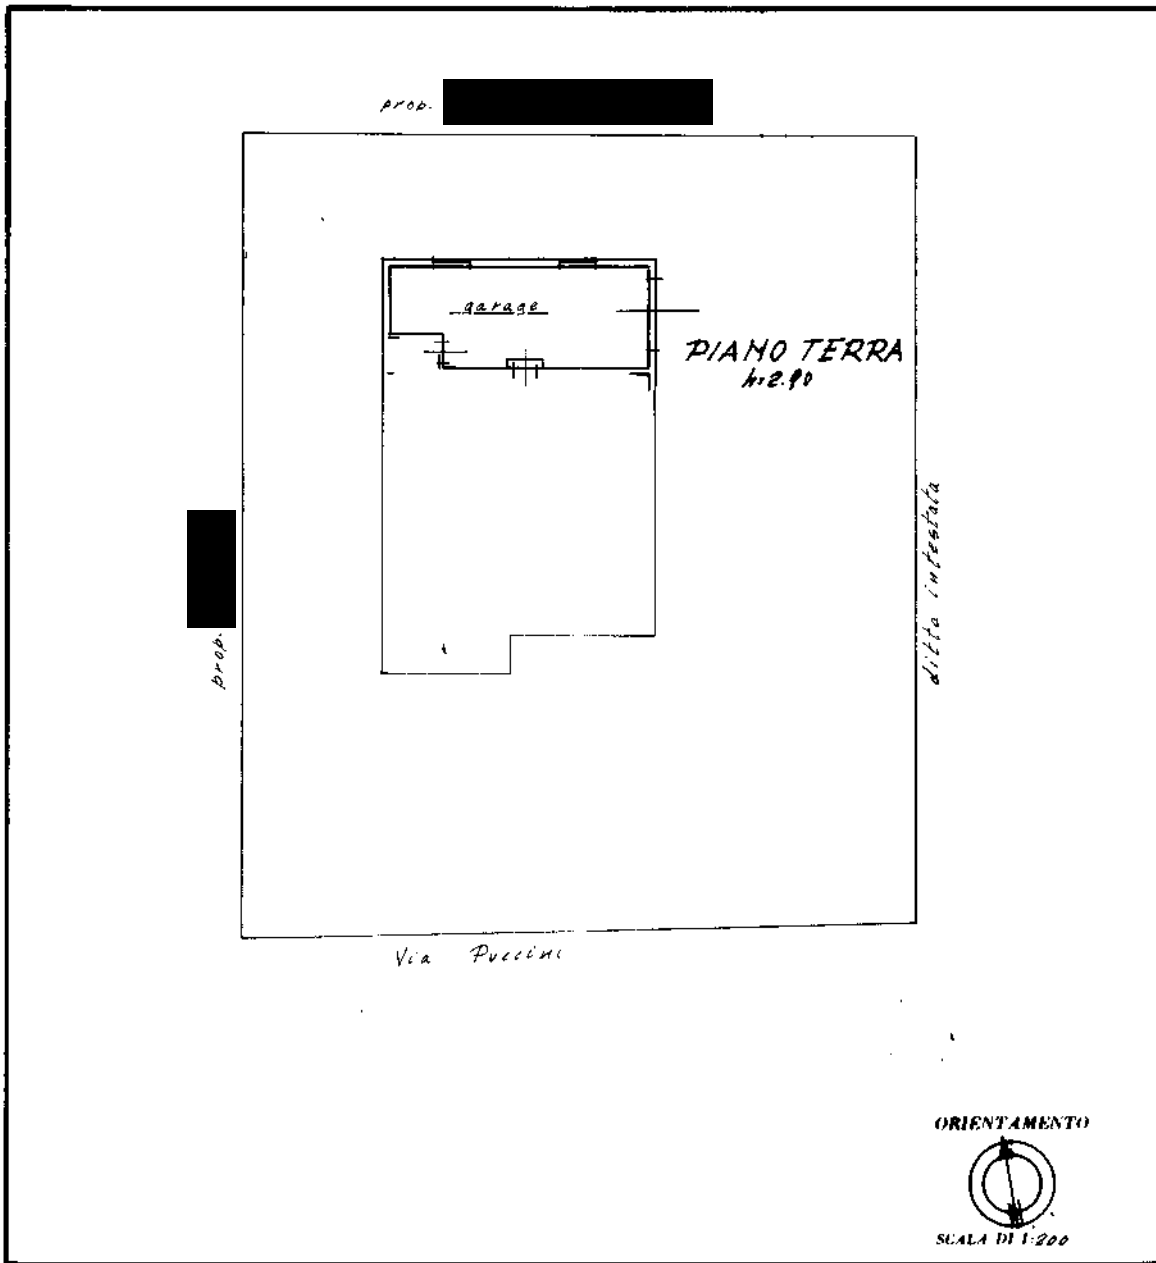 prop.
garage
PIANO TERRA
h=2.90
ditta intestata
prop.
Via Puccini
ORIENTAMENTO
SCALA DI 1:200